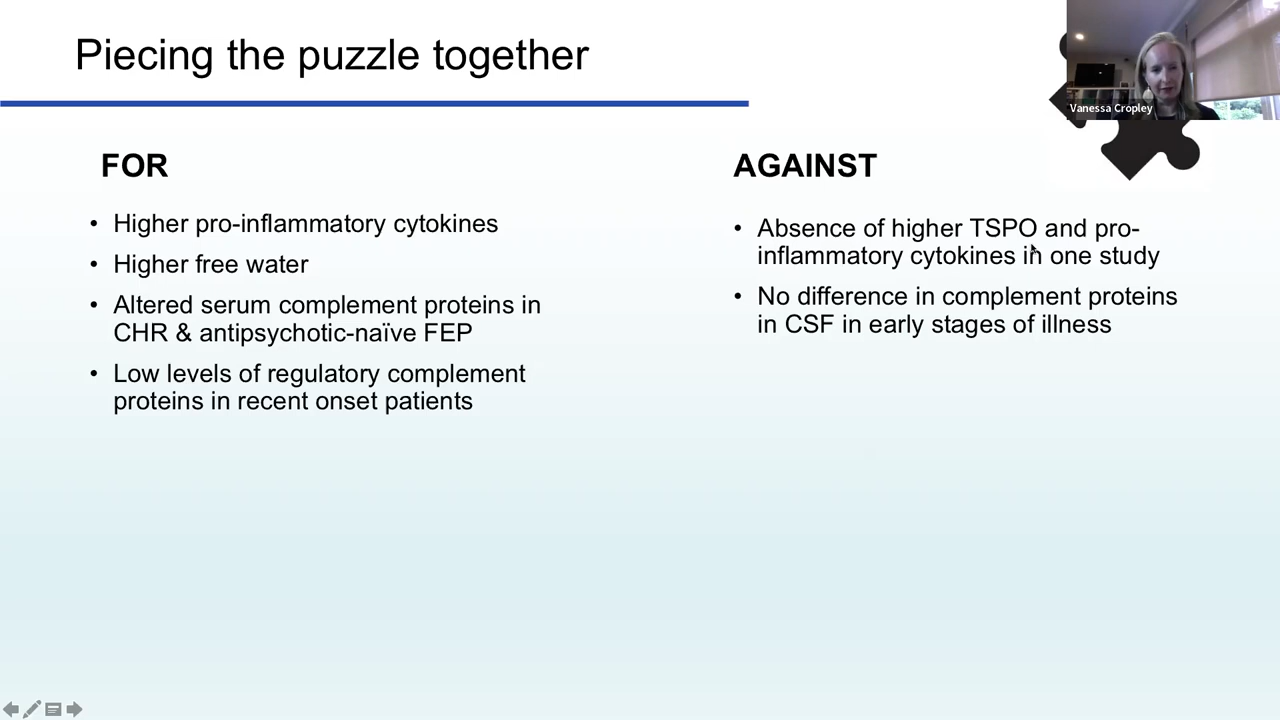 Piecing the puzzle together
Vanessa Cropley
FOR
• Higher pro-inflammatory cytokines
• Higher free water
• Altered serum complement proteins in
CHR & antipsychotic-naïve FEP
• Low levels of regulatory complement
proteins in recent onset patients
AGAINST
• Absence of higher TSPO and pro-
inflammatory cytokines in one study
• No difference in complement proteins
in CSF in early stages of illness